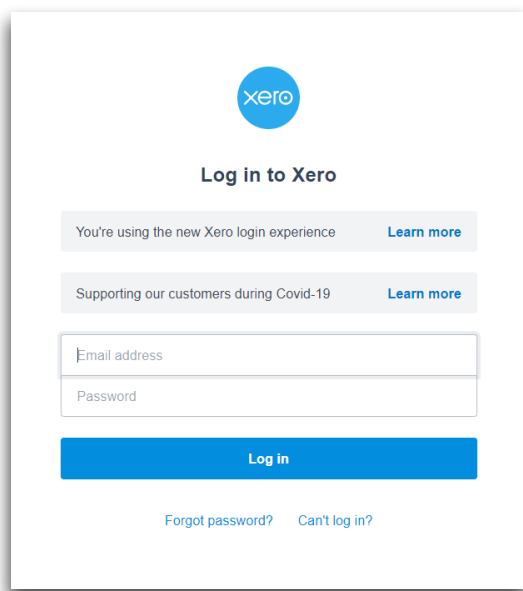 xero
Log in to Xero
You're using the new Xero login experience Learn more
Supporting our customers during Covid-19 Learn more
Email address
Password
Log in
Forgot password? Can't log in?